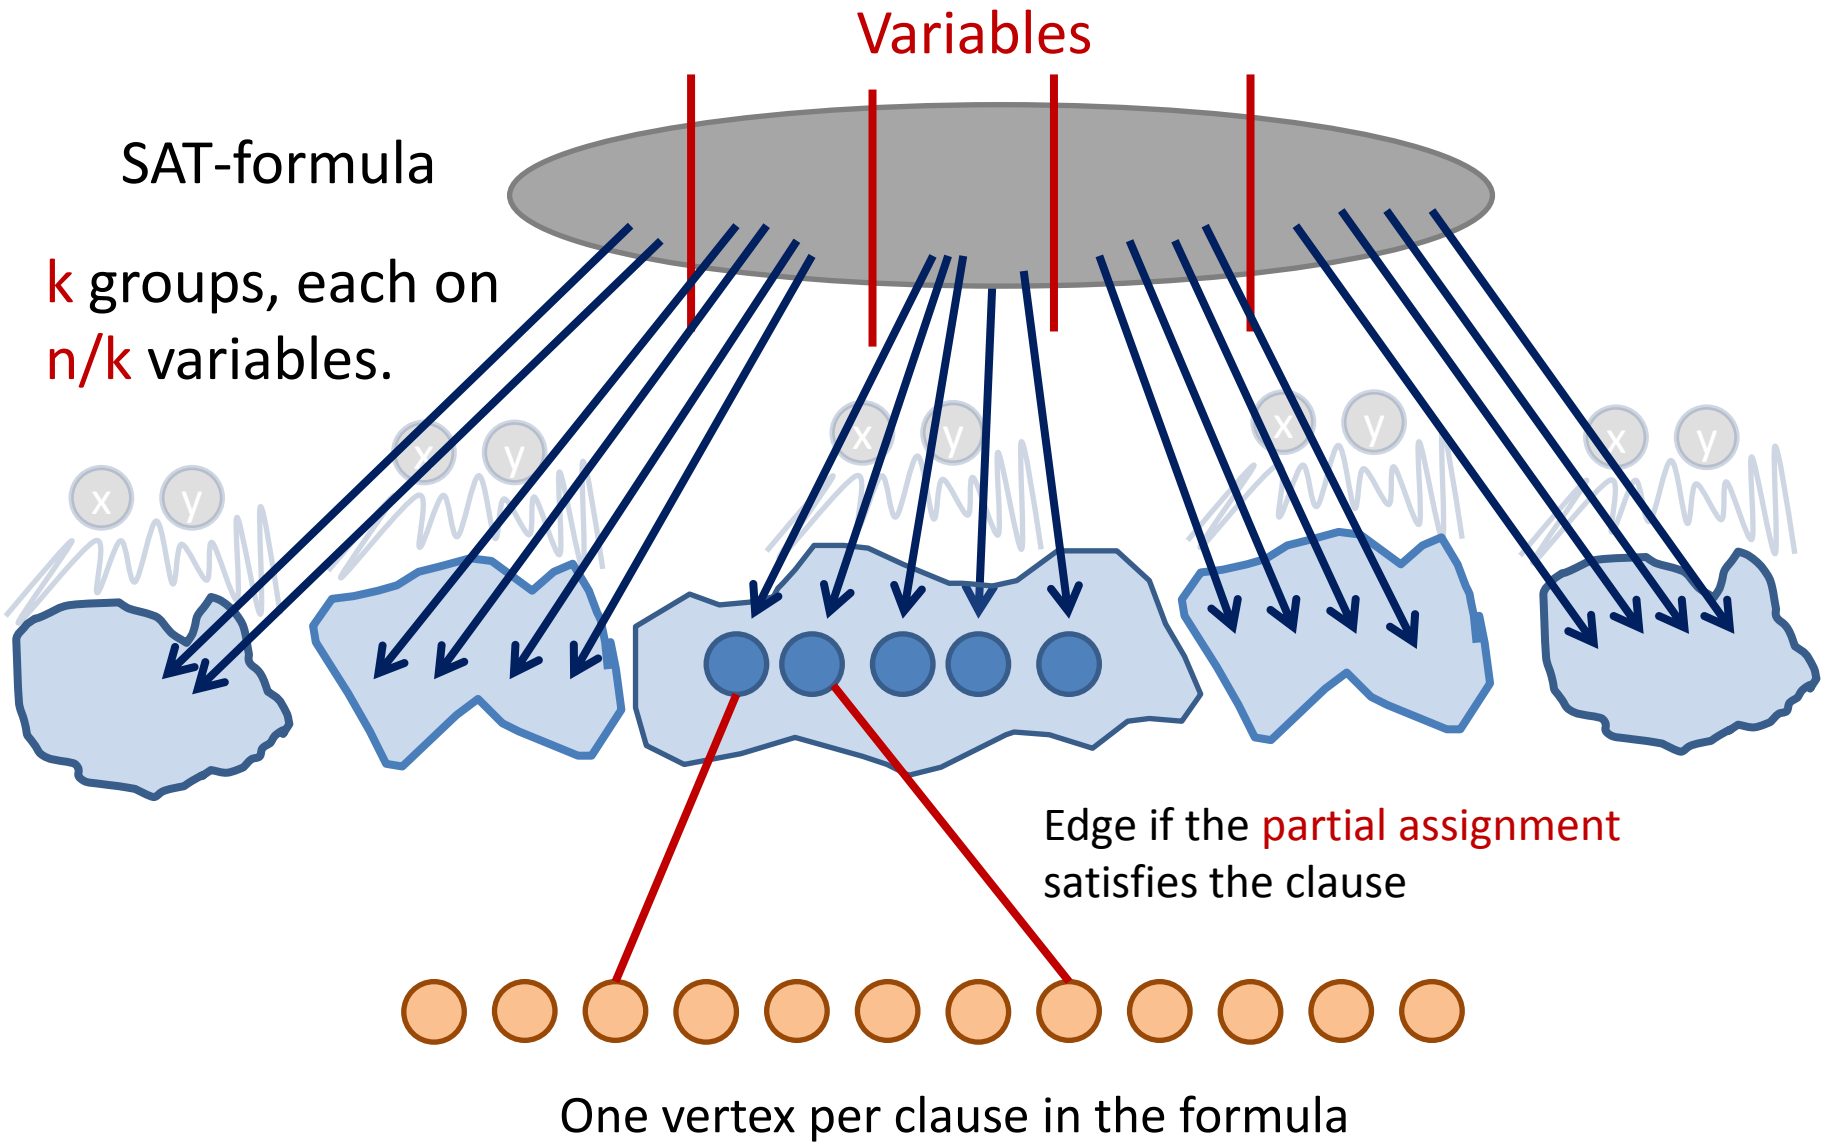 Variables
SAT-formula
k groups, each on
n/k variables.
x y
x y
x y
x y
x y
Edge if the partial assignment
satisfies the clause
One vertex per clause in the formula